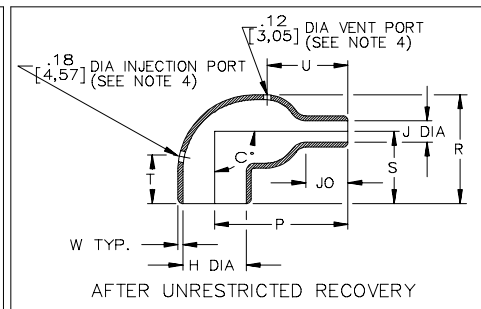 .12
[3,05] DIA VENT PORT
(SEE NOTE 4)
.18
[4,57] DIA INJECTION PORT
(SEE NOTE 4)
U
J DIA
R
S
C°
T
JO
P
W TYP.
H DIA
AFTER UNRESTRICTED RECOVERY